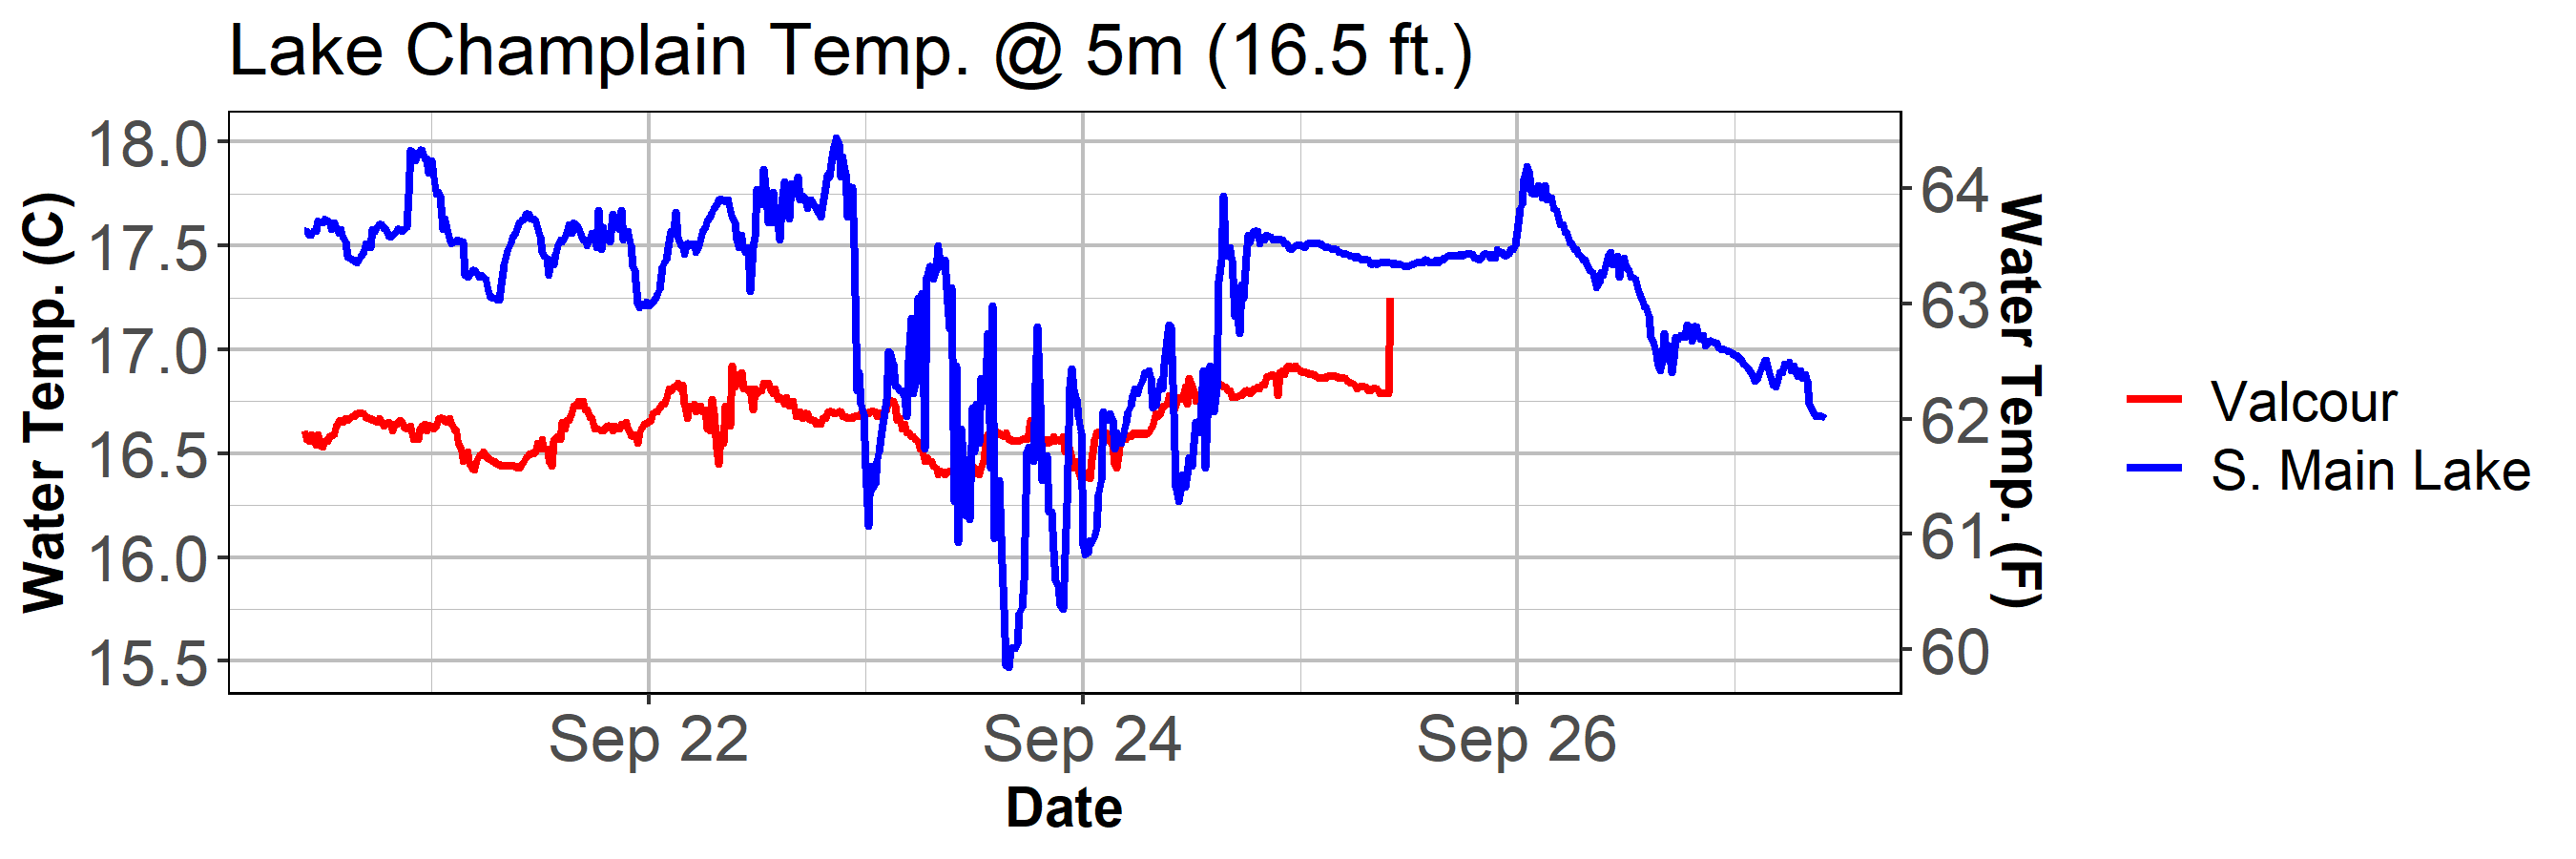 Lake Champlain Temp. @ 5m (16.5 ft.)
Water Temp. (C)
18.0
17.5
17.0
16.5
16.0
15.5
64
63
62
61
60
Water Temp. (F)
Sep 22
Sep 24
Sep 26
Date
Valcour
S. Main Lake